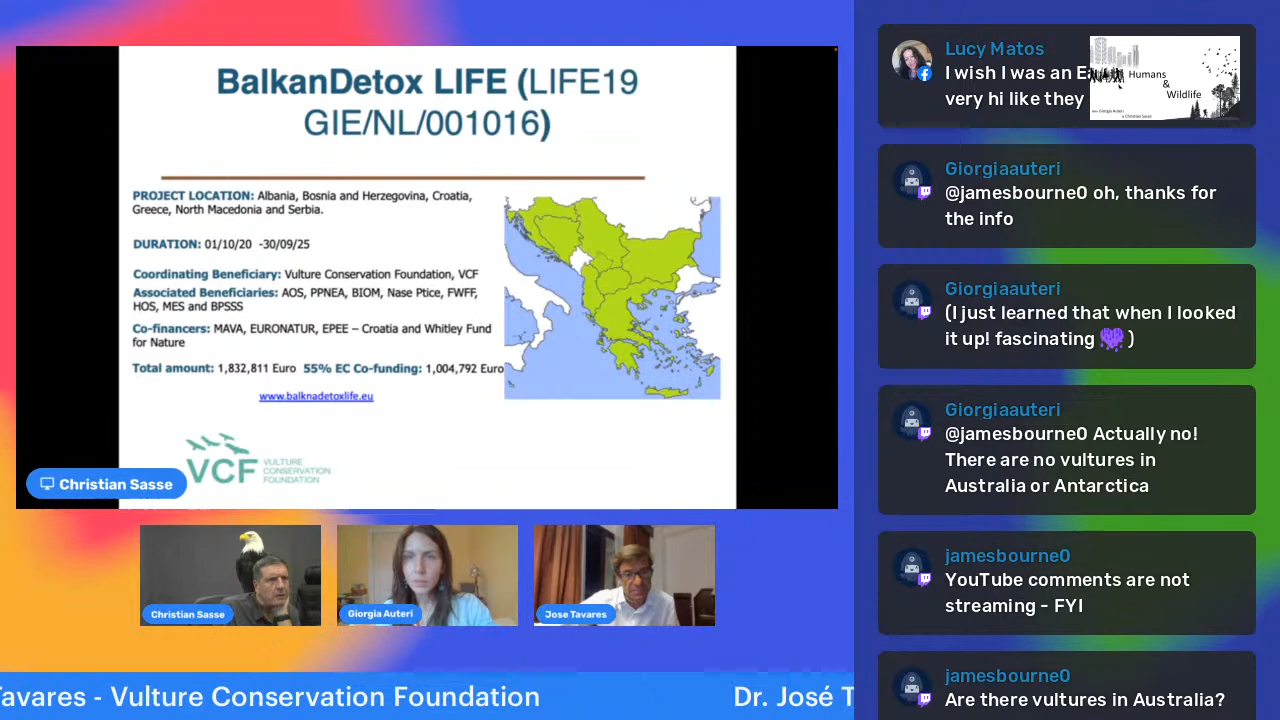 BalkanDetox LIFE (LIFE19
GIE/NL/001016)
PROJECT LOCATION: Albania, Bosnia and Herzegovina, Croatia,
Greece, North Macedonia and Serbia.
DURATION: 01/10/20 -30/09/25
Coordinating Beneficiary: Vulture Conservation Foundation, VCF
Associated Beneficiaries: AOS, PPNEA, BIOM, Nase Ptice, FWFF,
HOS, MES and BPSSS
Co-financers: MAVA, EURONATUR, EPEE – Croatia and Whitley Fund
for Nature
Total amount: 1,832,811 Euro 55% EC Co-funding: 1,004,792 Euro
www.balknadetoxlife.eu
VCF
VULTURE
CONSERVATION
FOUNDATION
Christian Sasse
Christian Sasse
Giorgia Auteri
Jose Tavares
Tavares - Vulture Conservation Foundation
Dr. José T
Lucy Matos
I wish I was an
very hi like they
Humans
&
Wildlife
Giorgiaauteri
@jamesbourne0 oh, thanks for
the info
Giorgiaauteri
(I just learned that when I looked
it up! fascinating 💜 )
Giorgiaauteri
@jamesbourne0 Actually no!
There are no vultures in
Australia or Antarctica
jamesbourne0
YouTube comments are not
streaming - FYI
jamesbourne0
Are there vultures in Australia?